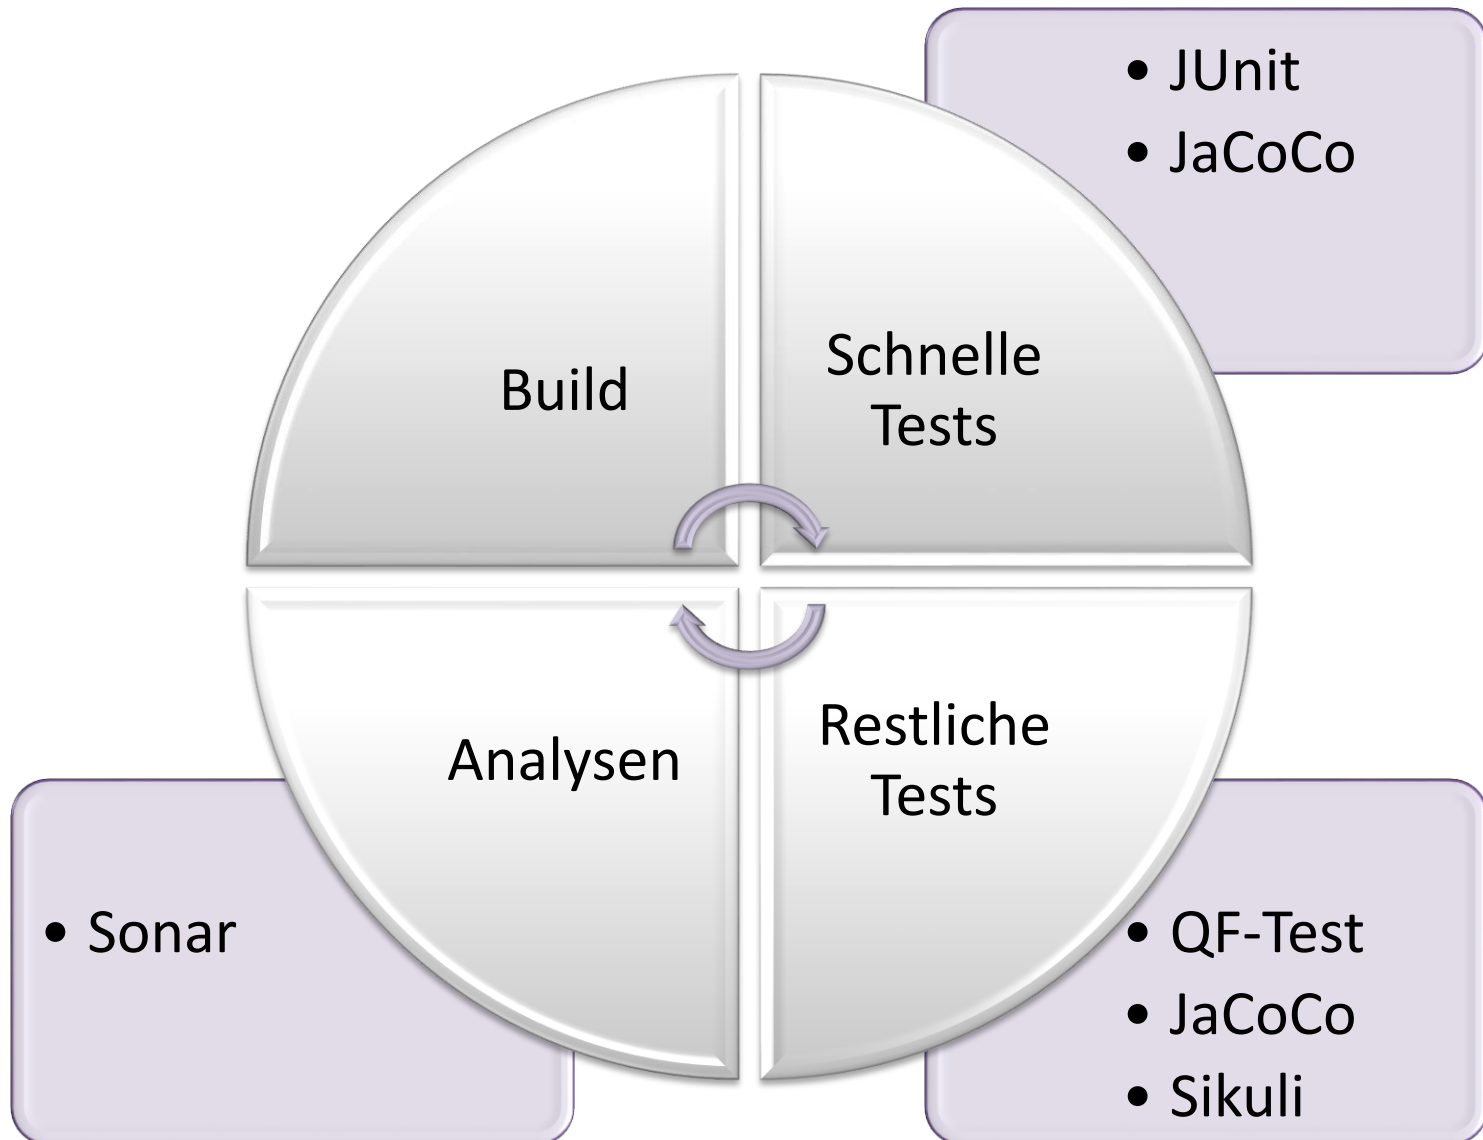 • JUnit
• JaCoCo
Build
Schnelle
Tests
Analysen
Restliche
Tests
• Sonar
• QF-Test
• JaCoCo
• Sikuli